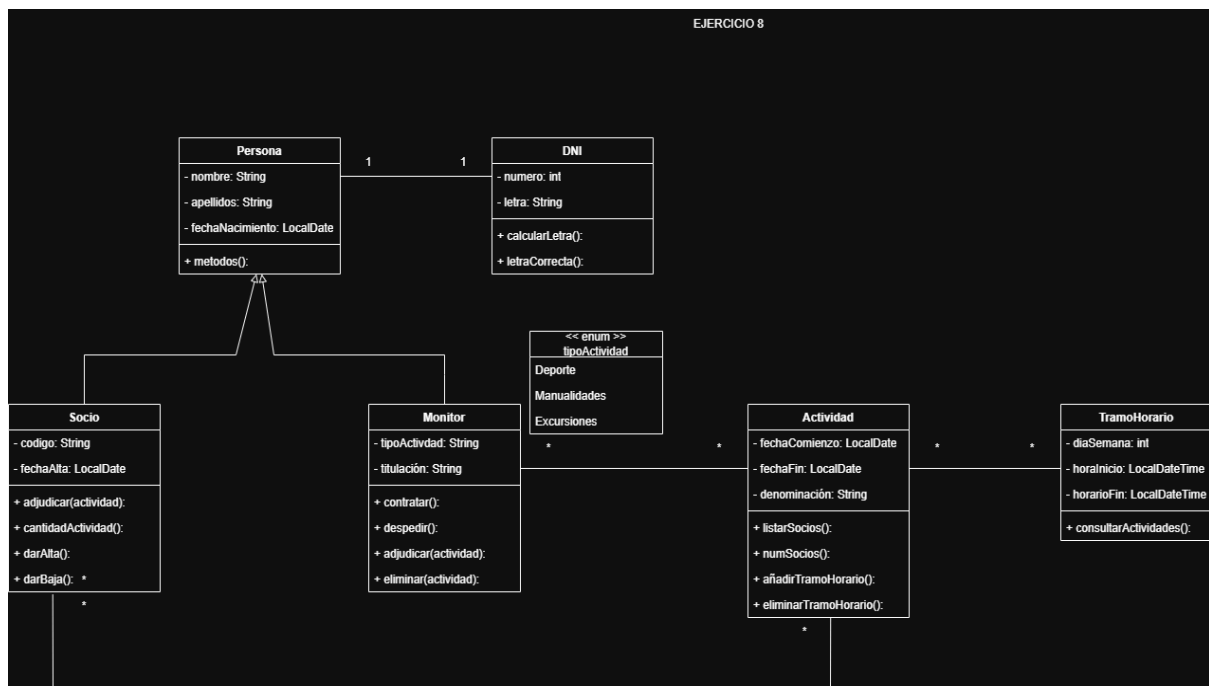 EJERCICIO 8
Persona
- nombre: String
- apellidos: String
- fechaNacimiento: LocalDate
+ metodos():
1
1
DNI
- numero: int
- letra: String
+ calcularLetra():
+ letraCorrecta():
<< enum >>
tipoActividad
Deporte
Manualidades
Excursiones
Socio
- codigo: String
- fechaAlta: LocalDate
+ adjudicar(actividad):
+ cantidadActividad():
+ darAlta():
+ darBaja(): *
*
Monitor
- tipoActivdad: String
- titulación: String
+ contratar():
+ despedir():
+ adjudicar(actividad):
+ eliminar(actividad):
*
*
Actividad
- fechaComienzo: LocalDate
- fechaFin: LocalDate
- denominación: String
+ listarSocios():
+ numSocios():
+ añadirTramoHorario():
+ eliminarTramoHorario():
*
*
*
TramoHorario
- diaSemana: int
- horaInicio: LocalDateTime
- horarioFin: LocalDateTime
+ consultarActividades():